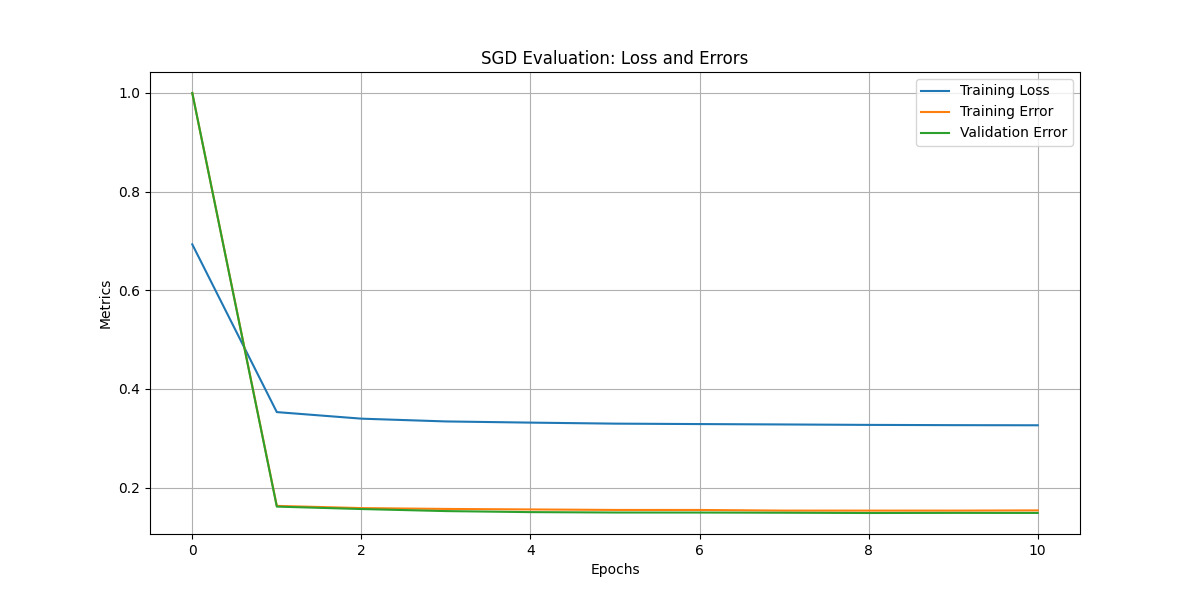 SGD Evaluation: Loss and Errors
Training Loss
Training Error
Validation Error
1.0
0.8
0.6
0.4
0.2
Metrics
0 2 4 6 8 10
Epochs